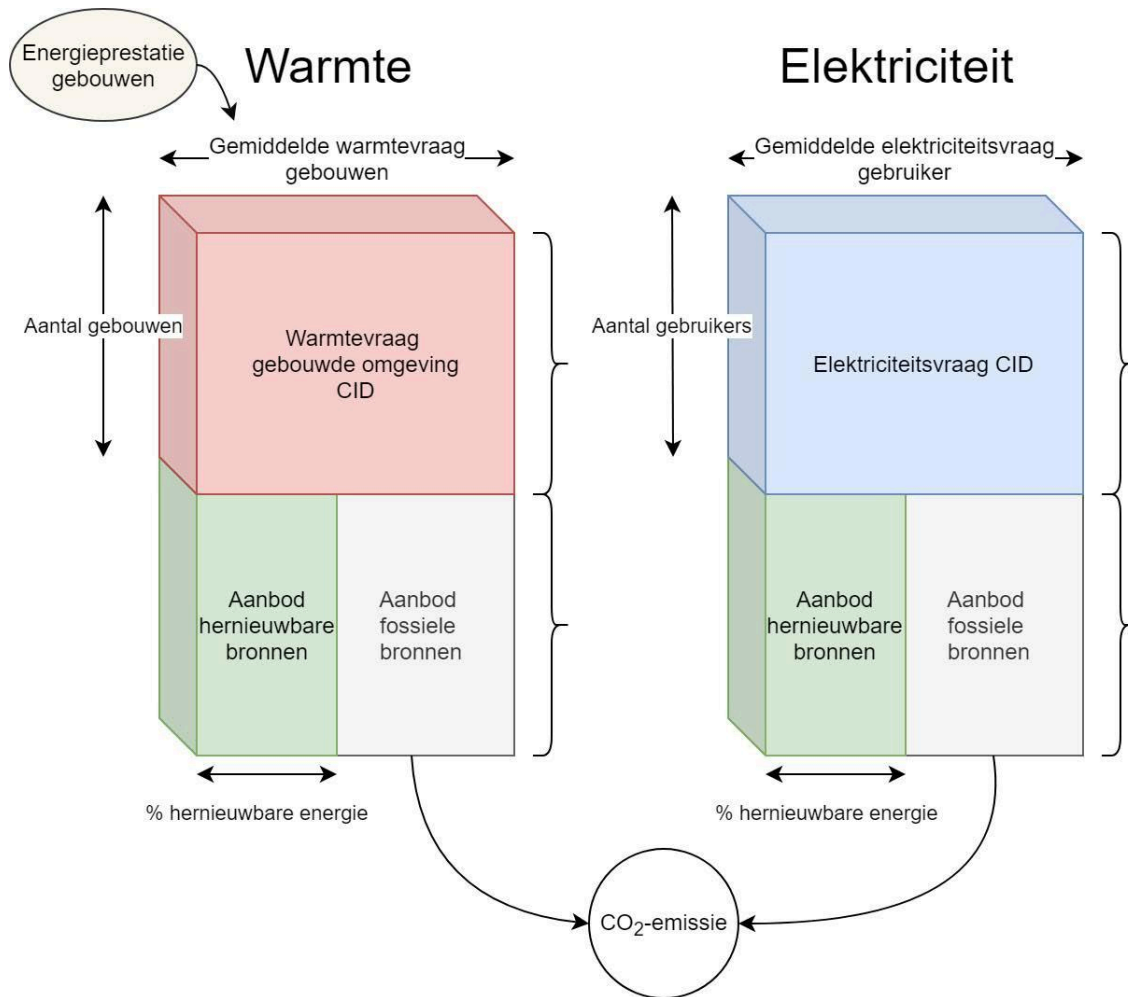 Energieprestatie
gebouwen
Warmte
Elektriciteit
Gemiddelde warmtevraag
gebouwen
Gemiddelde elektriciteitsvraag
gebruiker
Aantal gebouwen
Warmtevraag
gebouwde omgeving
CID
Aantal gebruikers
Elektriciteitsvraag CID
Aanbod
hernieuwbare
bronnen
Aanbod
fossiele
bronnen
Aanbod
hernieuwbare
bronnen
Aanbod
fossiele
bronnen
% hernieuwbare energie
% hernieuwbare energie
CO₂-emissie